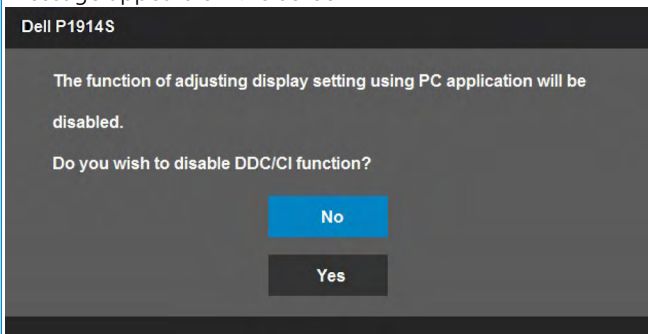 Dell P1914S
The function of adjusting display setting using PC application will be
disabled.
Do you wish to disable DDC/CI function?
No
Yes